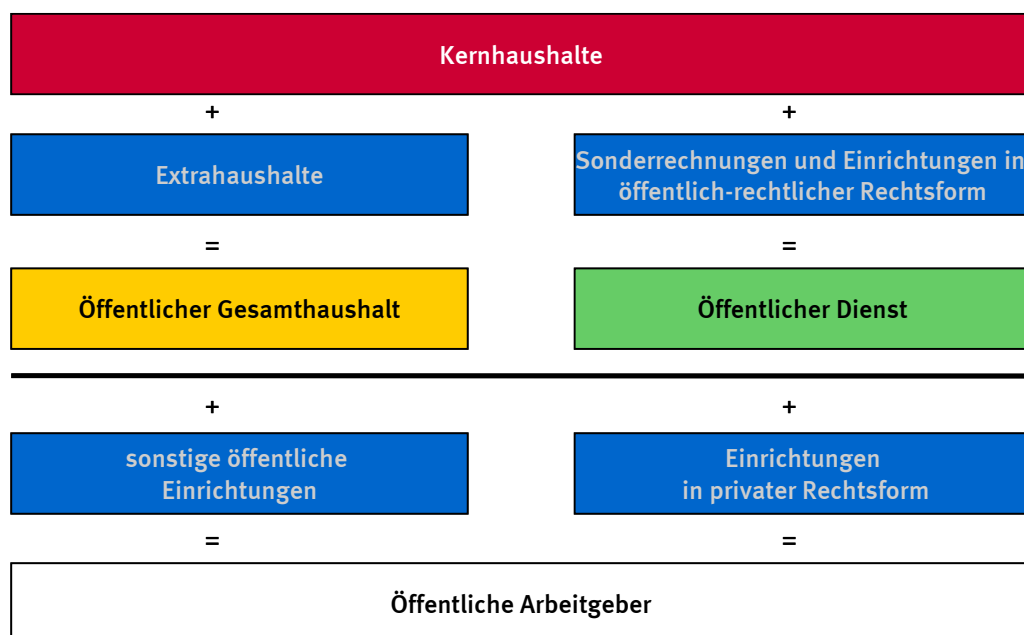 Kernhaushalte
+ +
Extrahaushalte
Sonderrechnungen und Einrichtungen in
öffentlich-rechtlicher Rechtsform
= =
Öffentlicher Gesamthaushalt
Öffentlicher Dienst
+ +
sonstige öffentliche
Einrichtungen
Einrichtungen
in privater Rechtsform
= =
Öffentliche Arbeitgeber